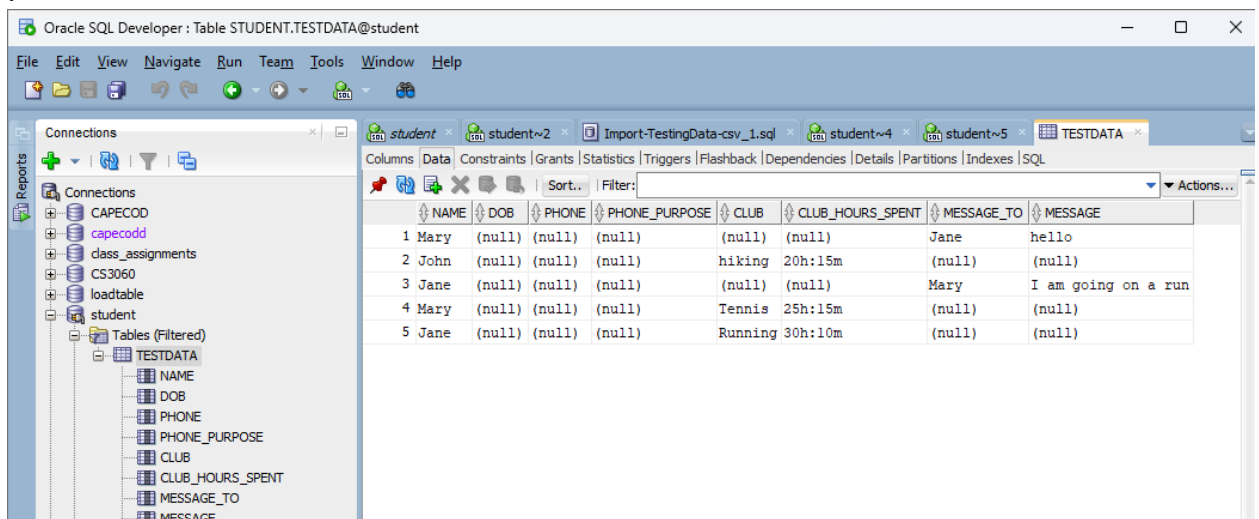 Oracle SQL Developer : Table STUDENT.TESTDATA@student
File Edit View Navigate Run Team Tools Window Help
Connections
student student~2 Import-TestingData-csv_1.sql student~4 student~5 TESTDATA
Columns Data Constraints Grants Statistics Triggers Flashback Dependencies Details Partitions Indexes SQL
Sort.. Filter: Actions...
Reports
Connections
CAPECOD
capecodd
class_assignments
CS3060
loadtable
student
Tables (Filtered)
TESTDATA
NAME
DOB
PHONE
PHONE_PURPOSE
CLUB
CLUB_HOURS_SPENT
MESSAGE_TO
MESSAGE
NAME DOB PHONE PHONE_PURPOSE CLUB CLUB_HOURS_SPENT MESSAGE_TO MESSAGE
1 Mary (null) (null) (null) (null) (null) Jane hello
2 John (null) (null) (null) hiking 20h:15m (null) (null)
3 Jane (null) (null) (null) (null) (null) Mary I am going on a run
4 Mary (null) (null) (null) Tennis 25h:15m (null) (null)
5 Jane (null) (null) (null) Running 30h:10m (null) (null)